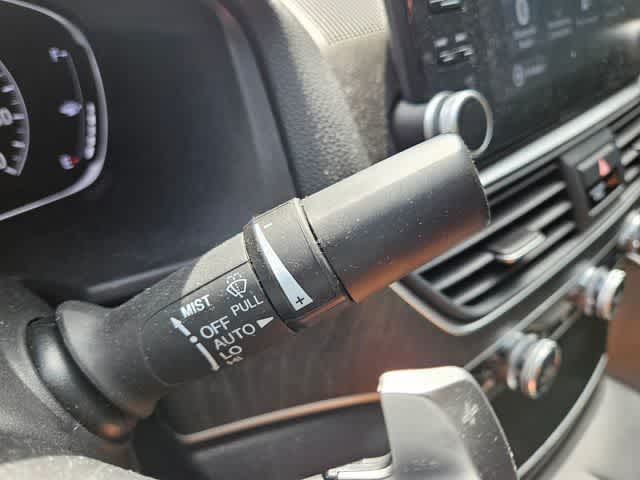 -
+
MIST
PULL
OFF
AUTO
LO
HI
+